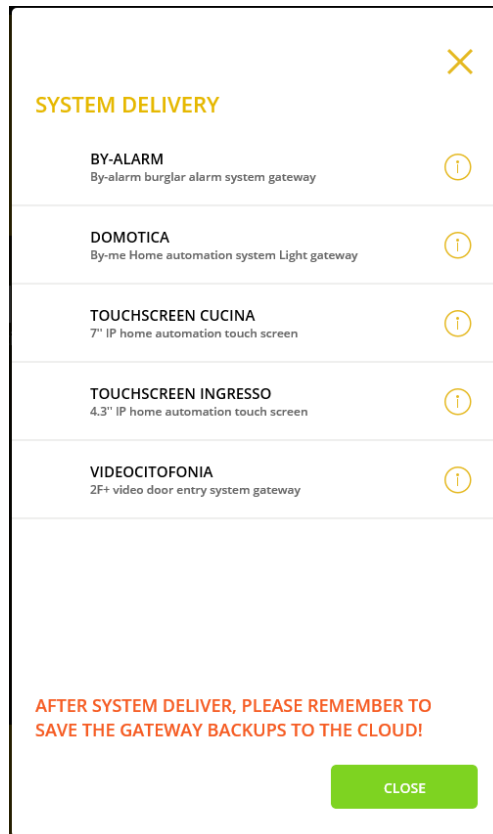 SYSTEM DELIVERY
BY-ALARM
By-alarm burglar alarm system gateway
DOMOTICA
By-me Home automation system Light gateway
TOUCHSCREEN CUCINA
7'' IP home automation touch screen
TOUCHSCREEN INGRESSO
4.3'' IP home automation touch screen
VIDEOCITOFONIA
2F+ video door entry system gateway
AFTER SYSTEM DELIVER, PLEASE REMEMBER TO
SAVE THE GATEWAY BACKUPS TO THE CLOUD!
CLOSE